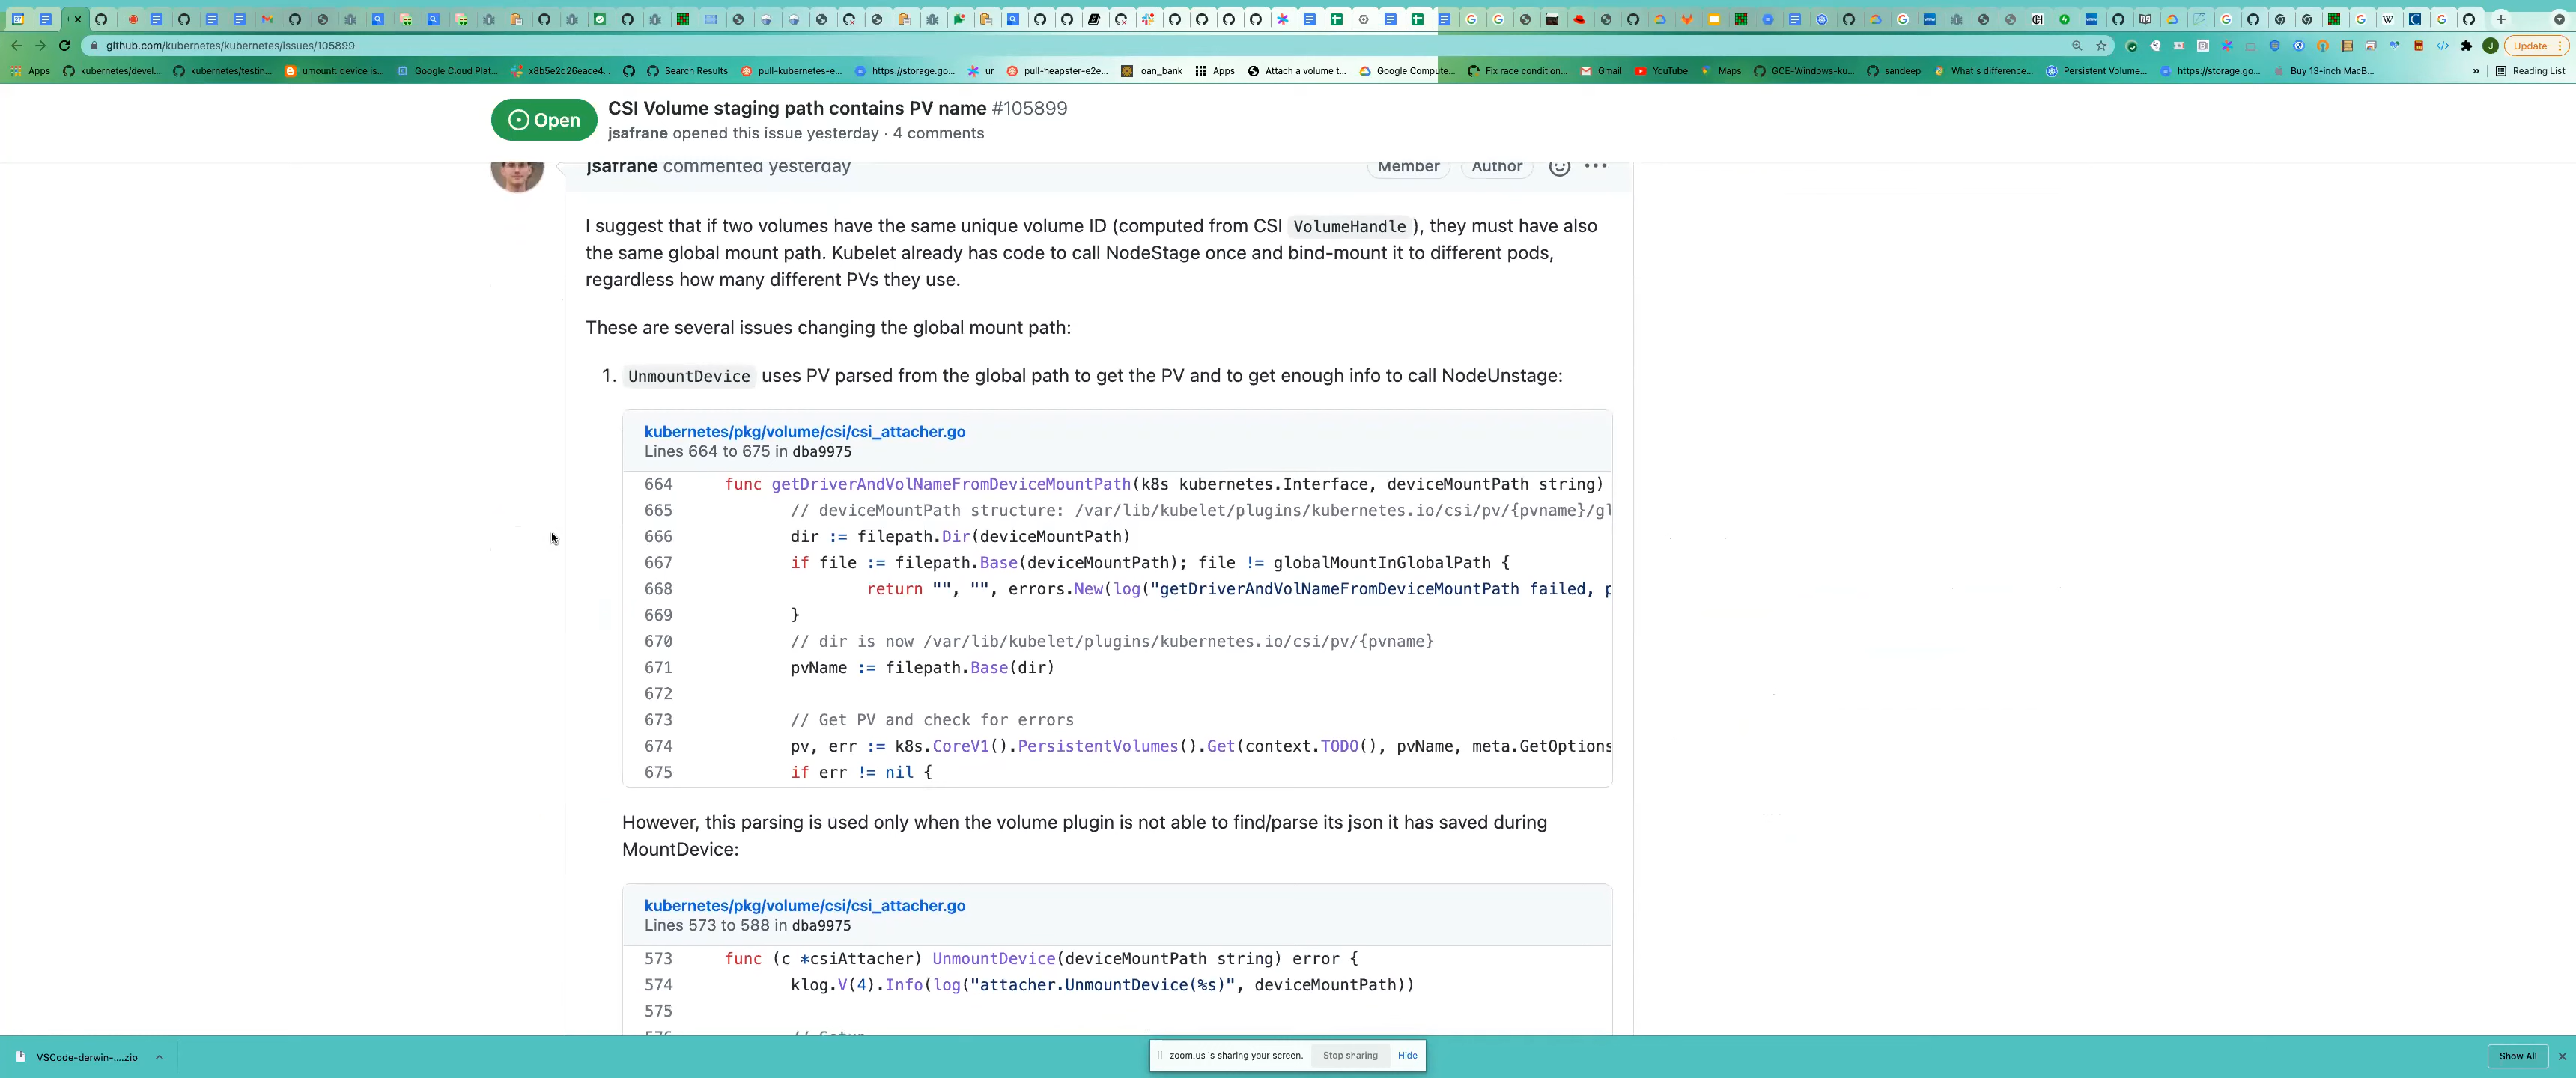 github.com/kubernetes/kubernetes/issues/105899
Update
Apps
kubernetes/devel...
kubernetes/testin...
umount: device is...
Google Cloud Plat...
x8b5e2d26eace4...
Search Results
pull-kubernetes-e...
https://storage.go...
ur
pull-heapster-e2e...
loan_bank
Apps
Attach a volume t...
Google Compute...
Fix race condition...
Gmail
YouTube
Maps
GCE-Windows-ku...
sandeep
What's difference...
Persistent Volume...
https://storage.go...
Buy 13-inch MacB...
»
Reading List
Open
CSI Volume staging path contains PV name #105899
jsafrane opened this issue yesterday · 4 comments
jsafrane commented yesterday
Member
Author
I suggest that if two volumes have the same unique volume ID (computed from CSI VolumeHandle ), they must have also
the same global mount path. Kubelet already has code to call NodeStage once and bind-mount it to different pods,
regardless how many different PVs they use.
These are several issues changing the global mount path:
1. UnmountDevice uses PV parsed from the global path to get the PV and to get enough info to call NodeUnstage:
kubernetes/pkg/volume/csi/csi_attacher.go
Lines 664 to 675 in dba9975
664 func getDriverAndVolNameFromDeviceMountPath(k8s kubernetes.Interface, deviceMountPath string)
665 // deviceMountPath structure: /var/lib/kubelet/plugins/kubernetes.io/csi/pv/{pvname}/gl
666 dir := filepath.Dir(deviceMountPath)
667 if file := filepath.Base(deviceMountPath); file != globalMountInGlobalPath {
668 return "", "", errors.New(log("getDriverAndVolNameFromDeviceMountPath failed, p
669 }
670 // dir is now /var/lib/kubelet/plugins/kubernetes.io/csi/pv/{pvname}
671 pvName := filepath.Base(dir)
672
673 // Get PV and check for errors
674 pv, err := k8s.CoreV1().PersistentVolumes().Get(context.TODO(), pvName, meta.GetOptions
675 if err != nil {
However, this parsing is used only when the volume plugin is not able to find/parse its json it has saved during
MountDevice:
kubernetes/pkg/volume/csi/csi_attacher.go
Lines 573 to 588 in dba9975
573 func (c *csiAttacher) UnmountDevice(deviceMountPath string) error {
574 klog.V(4).Info(log("attacher.UnmountDevice(%s)", deviceMountPath))
575
576 // Setup
VSCode-darwin-....zip
zoom.us is sharing your screen.
Stop sharing
Hide
Show All